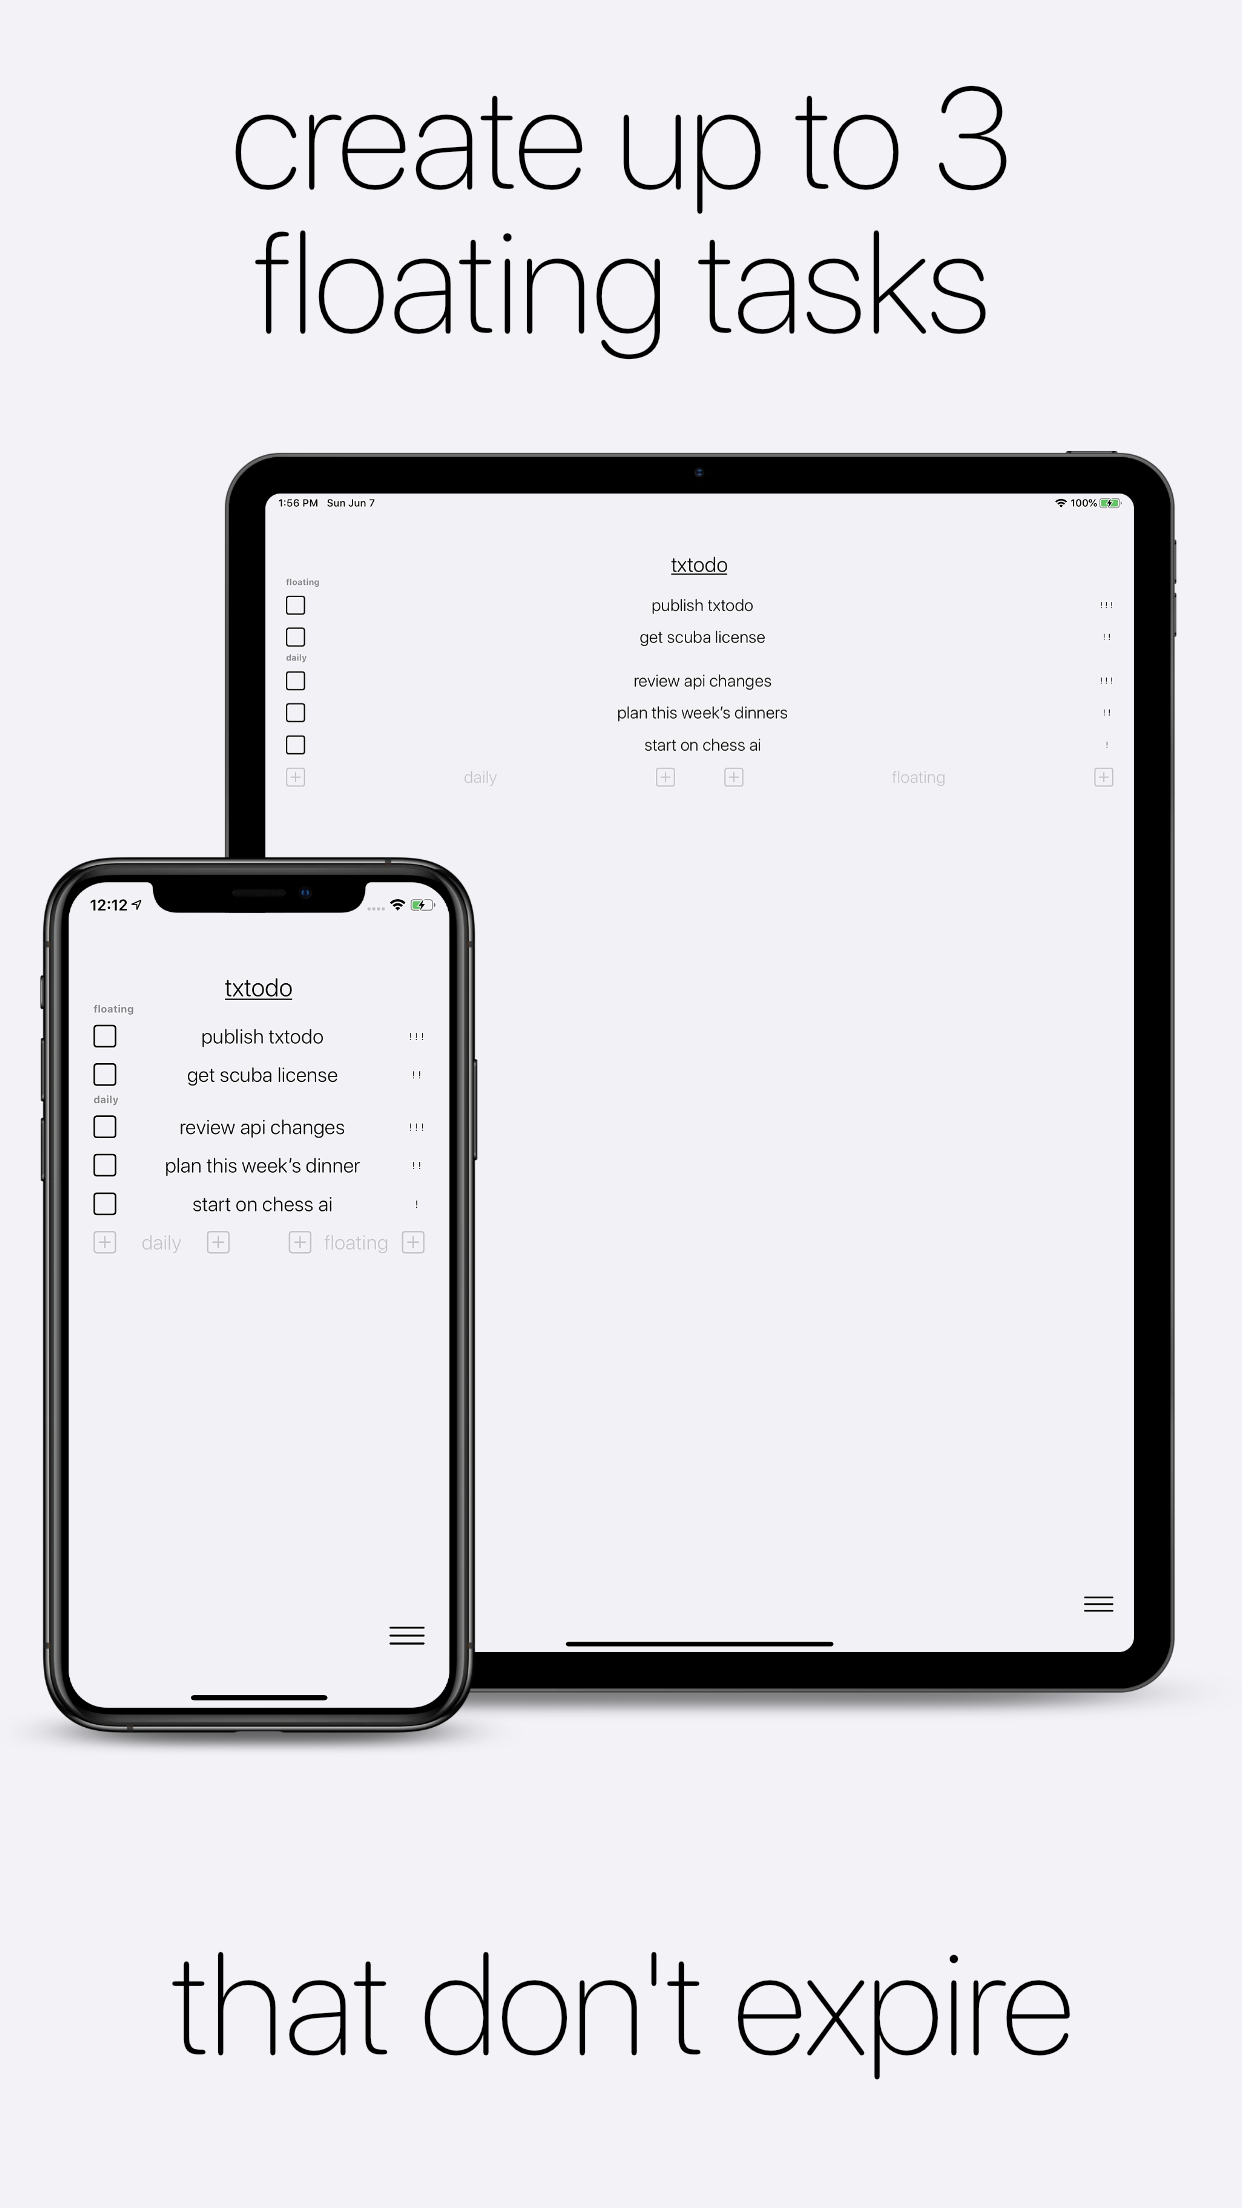 create up to 3
floating tasks
1:56 PM Sun Jun 7
100%
txtodo
floating
publish txtodo !!!
get scuba license !!
daily
review api changes !!!
plan this week’s dinners !!
start on chess ai !
daily floating
12:12
txtodo
floating
publish txtodo !!!
get scuba license !!
daily
review api changes !!!
plan this week’s dinner !!
start on chess ai !
daily floating
that don't expire